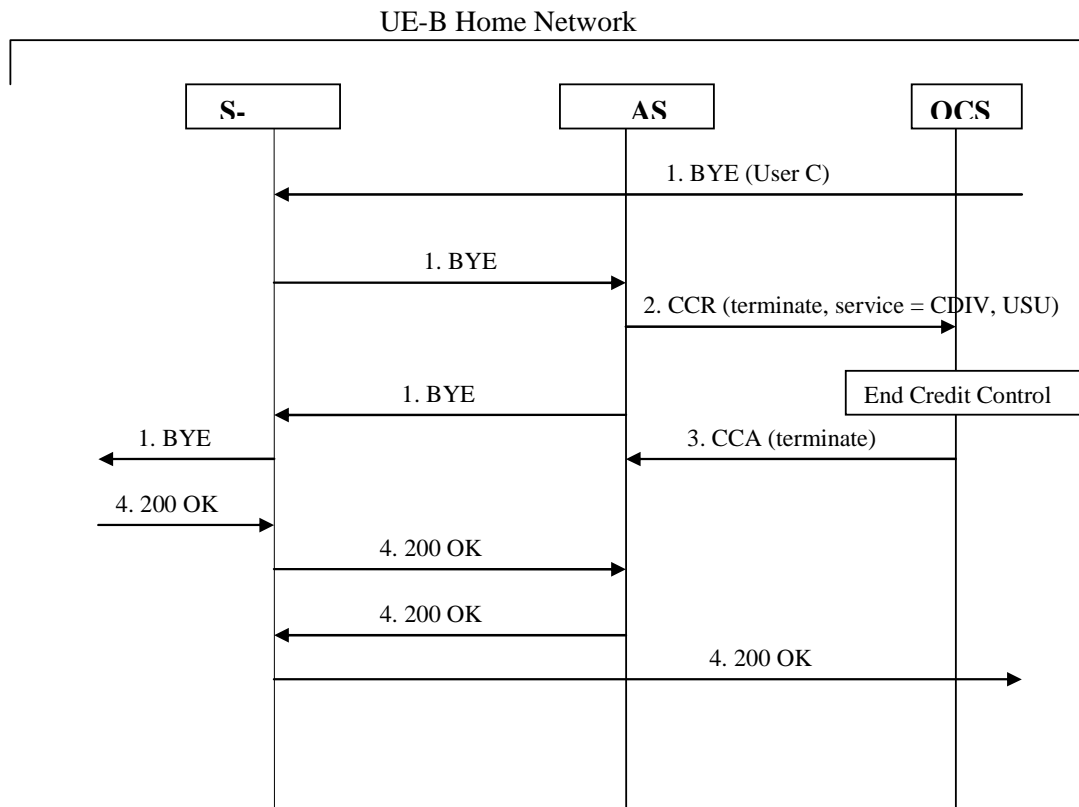 UE-B Home Network
S-
AS
OCS
1. BYE (User C)
1. BYE
2. CCR (terminate, service = CDIV, USU)
End Credit Control
1. BYE
1. BYE
3. CCA (terminate)
4. 200 OK
4. 200 OK
4. 200 OK
4. 200 OK